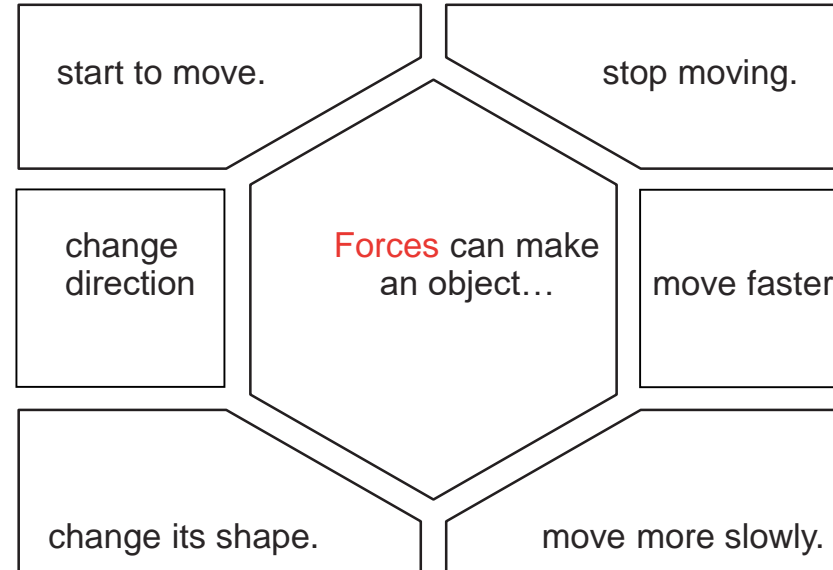 start to move.
stop moving.
change
direction
Forces can make
an object…
move faster
change its shape.
move more slowly.